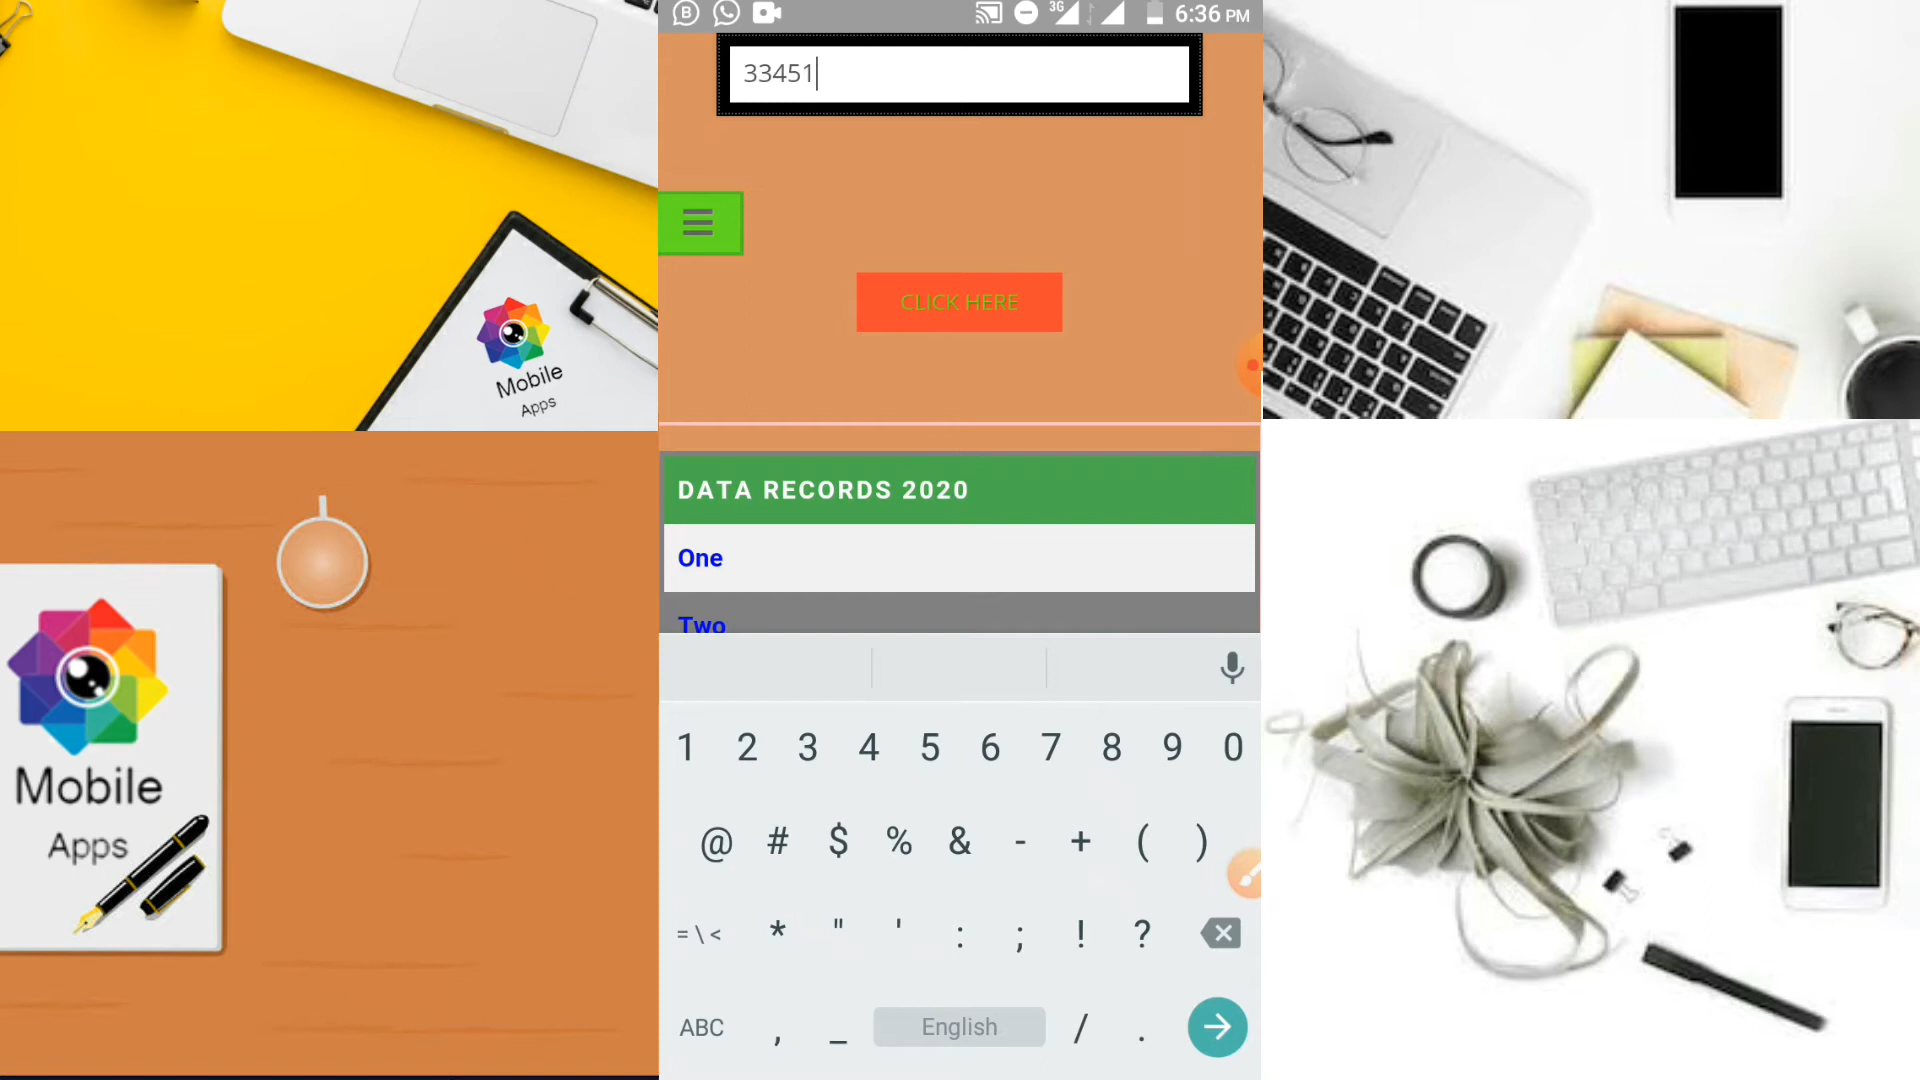 3G 6:36 PM
33451
CLICK HERE
Mobile
Apps
DATA RECORDS 2020
One
Two
Mobile
Apps
1 2 3 4 5 6 7 8 9 0
@ # $ % & - + ( )
= \ < * " ' : ; ! ?
ABC , _ English / .